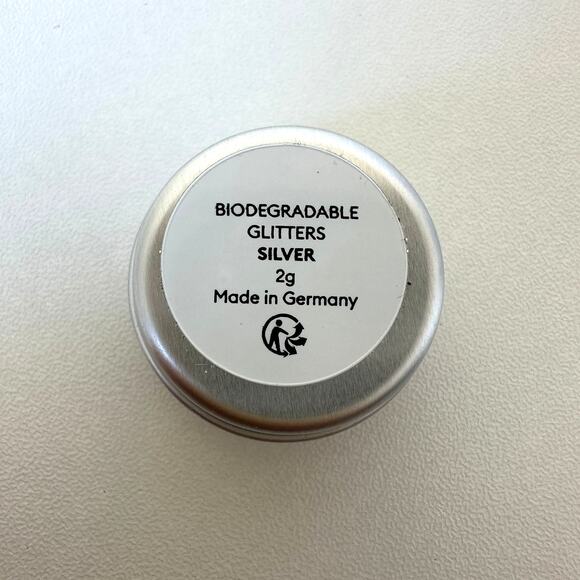 BIODEGRADABLE
GLITTERS
SILVER
2g
Made in Germany